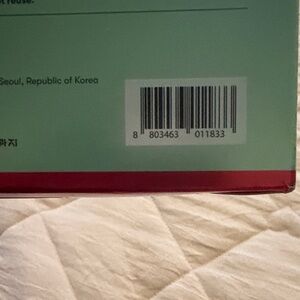 t reuse.
Seoul, Republic of Korea
8 803463 011833
까지